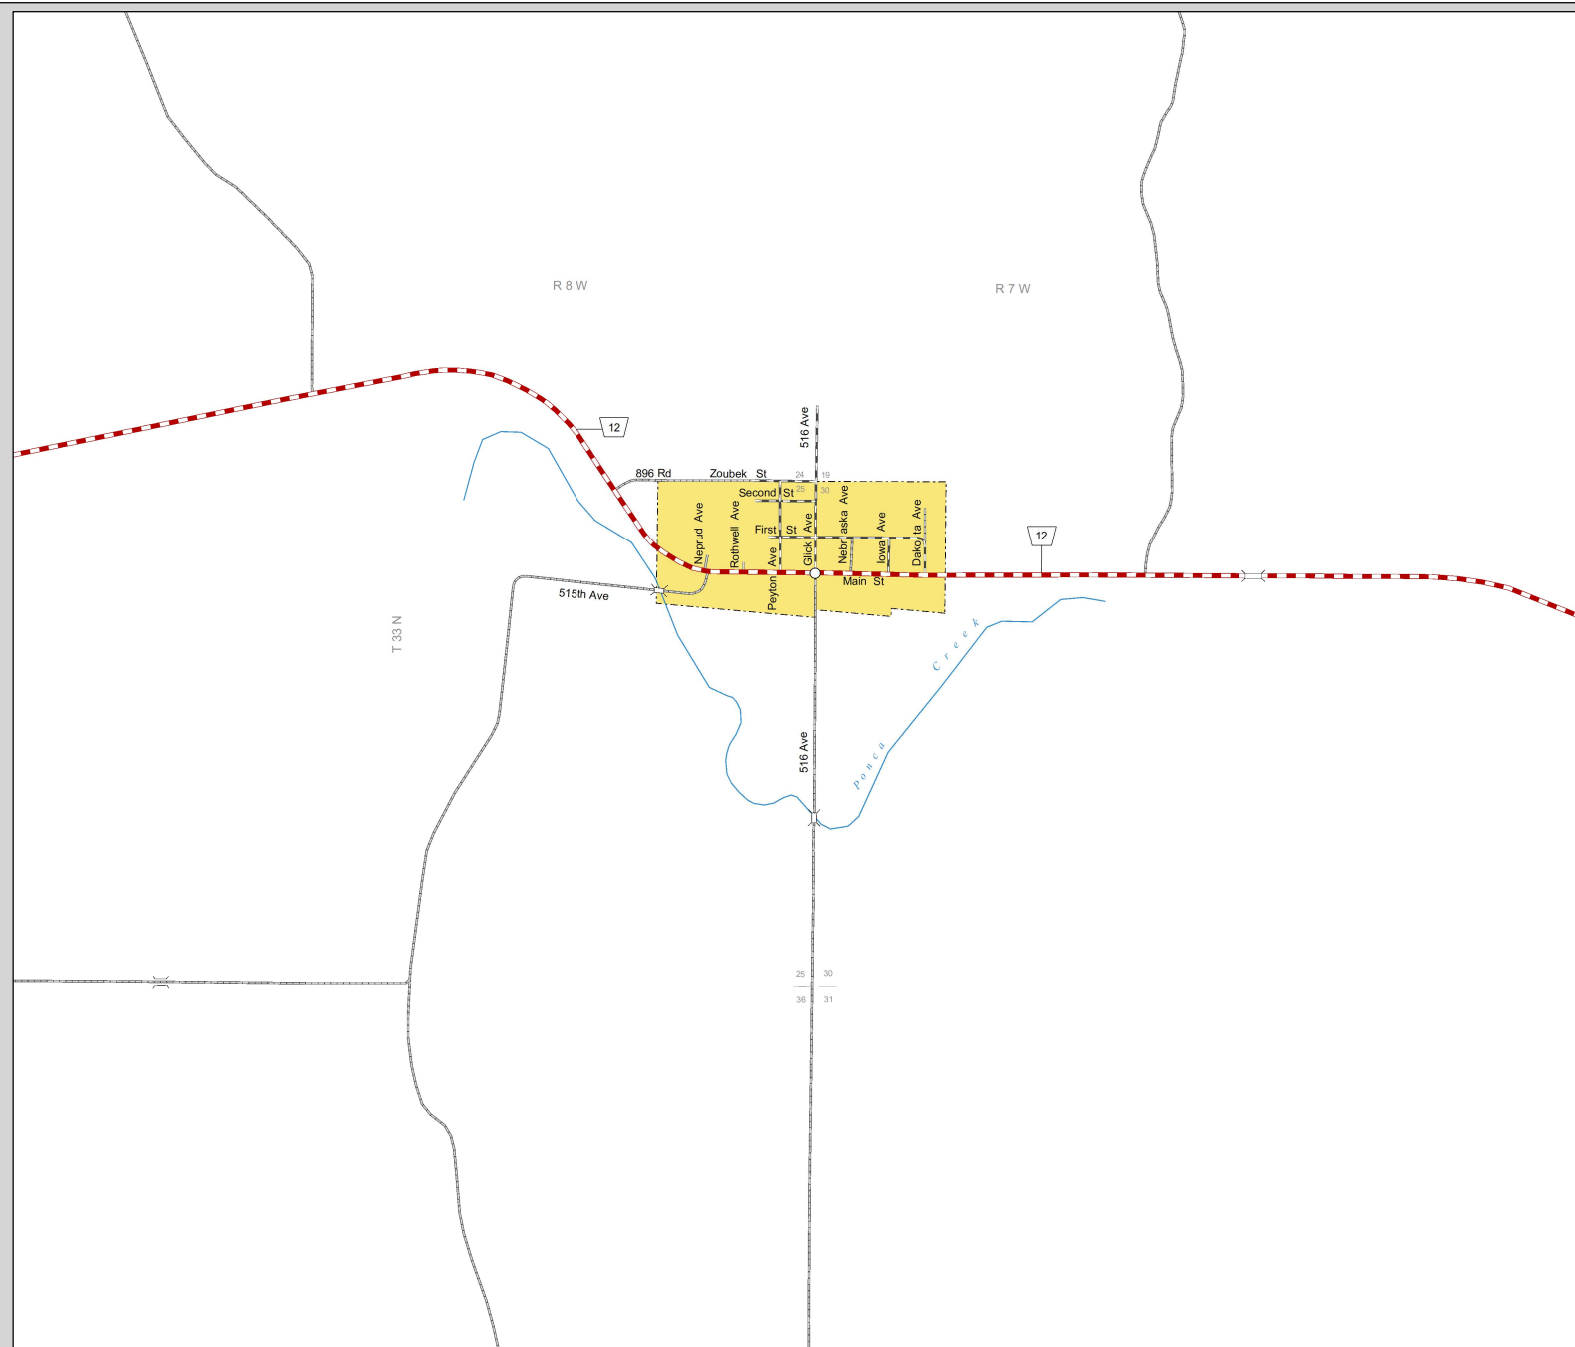 R 8 W
R 7 W
12
516 Ave
896 Rd
Zoubek St
24
19
25
30
Second St
Neprud Ave
Rothwell Ave
First St
Peyton Ave
Glick Ave
Nebraska Ave
Iowa Ave
Dakota Ave
12
Main St
515th Ave
T 33 N
Ponca Creek
516 Ave
25
30
36
31